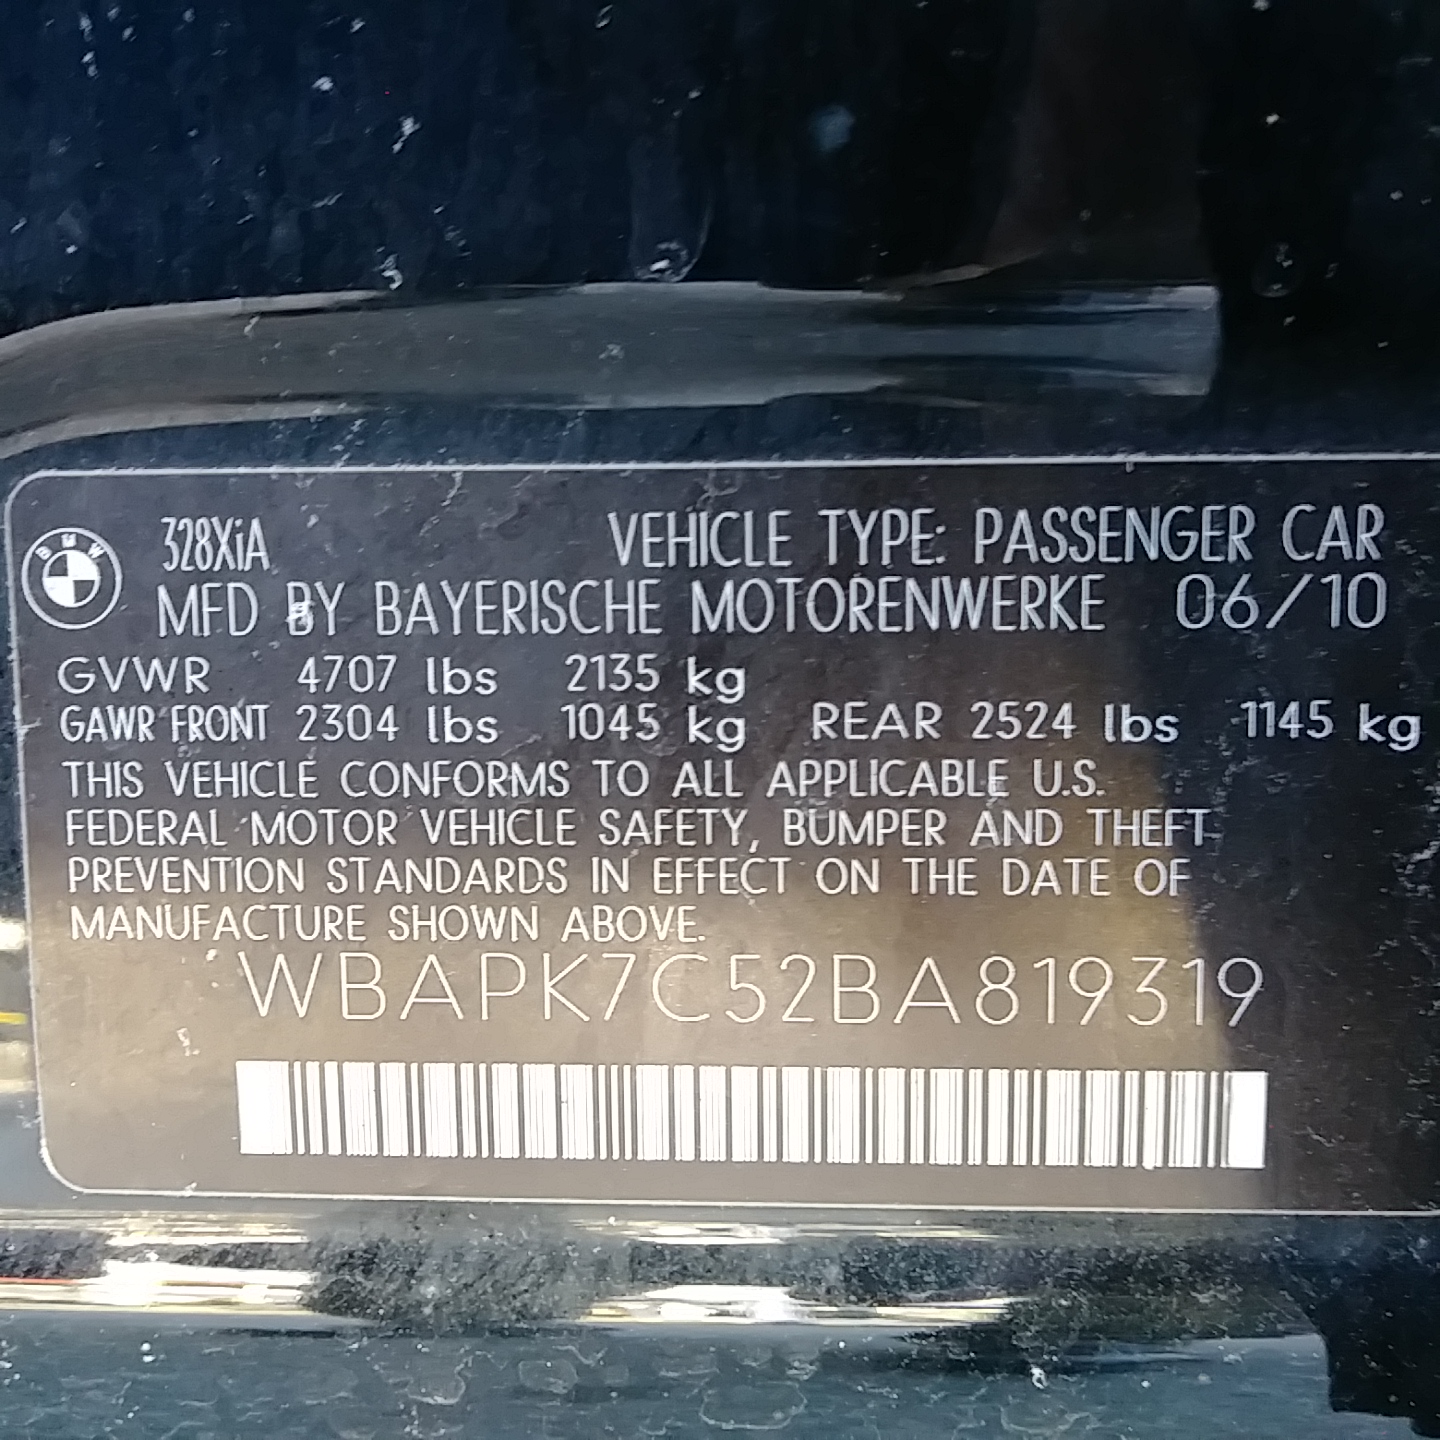 BMW
328XiA VEHICLE TYPE: PASSENGER CAR
MFD BY BAYERISCHE MOTORENWERKE 06/10
GVWR 4707 lbs 2135 kg
GAWR FRONT 2304 lbs 1045 kg REAR 2524 lbs 1145 kg
THIS VEHICLE CONFORMS TO ALL APPLICABLE U.S.
FEDERAL MOTOR VEHICLE SAFETY, BUMPER AND THEFT
PREVENTION STANDARDS IN EFFECT ON THE DATE OF
MANUFACTURE SHOWN ABOVE.
WBAPK7C52BA819319